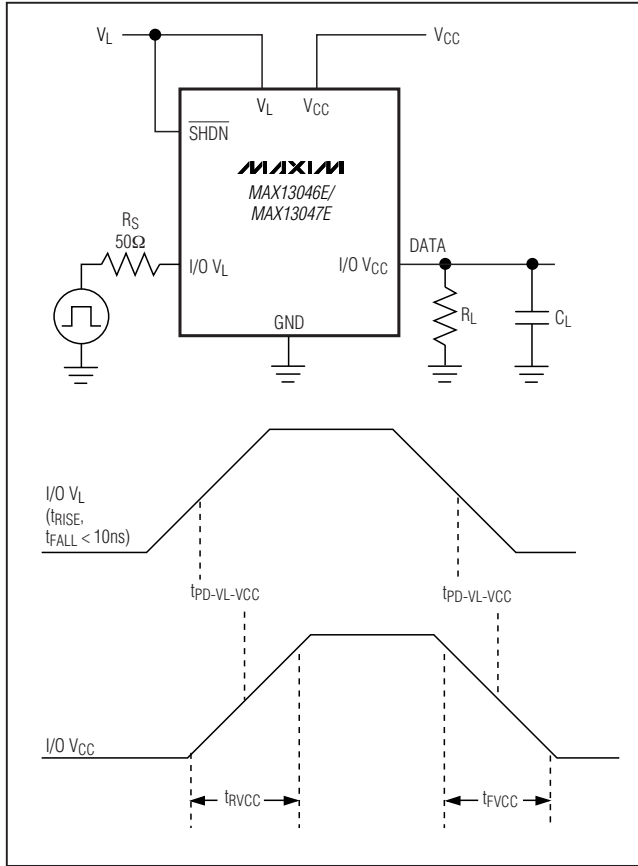 VL
VCC
VL VCC
SHDN
MAXIM
MAX13046E/
MAX13047E
RS
50Ω
I/O VL
I/O VCC
DATA
GND
RL
CL
I/O VL
(tRISE,
tFALL < 10ns)
tPD-VL-VCC
tPD-VL-VCC
I/O VCC
tRVCC
tFVCC